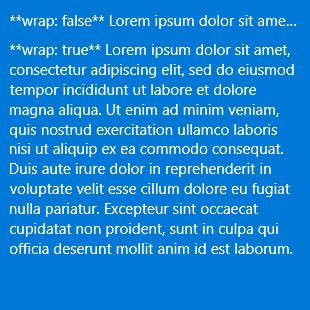 **wrap: false** Lorem ipsum dolor sit ame...
**wrap: true** Lorem ipsum dolor sit amet,
consectetur adipiscing elit, sed do eiusmod
tempor incididunt ut labore et dolore
magna aliqua. Ut enim ad minim veniam,
quis nostrud exercitation ullamco laboris
nisi ut aliquip ex ea commodo consequat.
Duis aute irure dolor in reprehenderit in
voluptate velit esse cillum dolore eu fugiat
nulla pariatur. Excepteur sint occaecat
cupidatat non proident, sunt in culpa qui
officia deserunt mollit anim id est laborum.